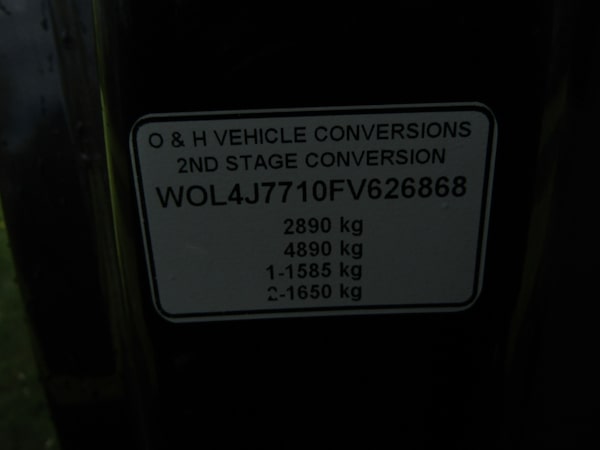 O & H VEHICLE CONVERSIONS
2ND STAGE CONVERSION
WOL4J7710FV626868
2890 kg
4890 kg
1-1585 kg
2-1650 kg